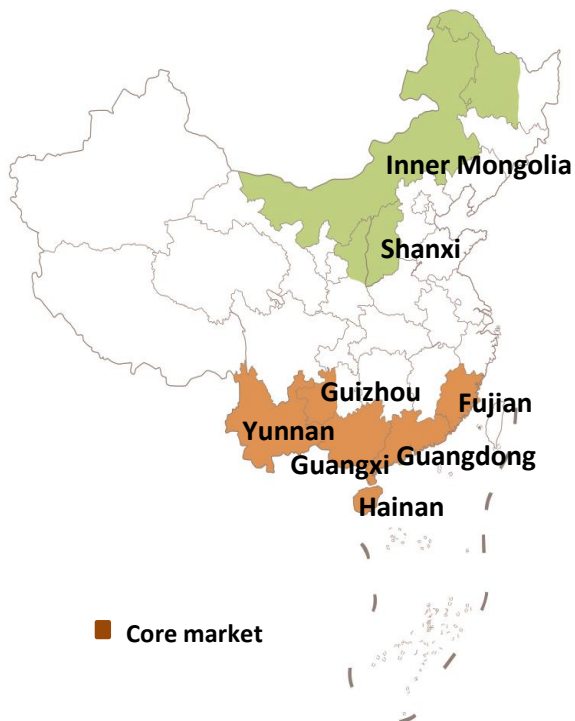 Inner Mongolia
Shanxi
Guizhou
Fujian
Yunnan
Guangxi
Guangdong
Hainan
Core market